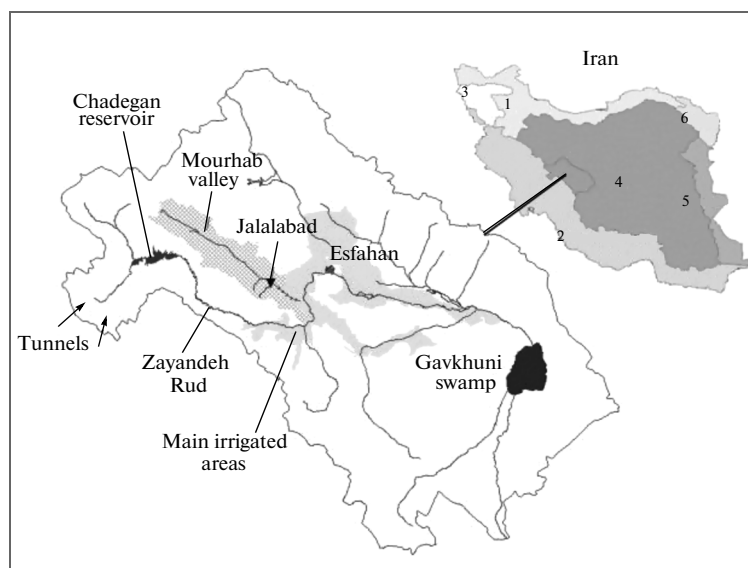 Iran
3
1
6
4
5
2
Chadegan
reservoir
Mourhab
valley
Jalalabad
Esfahan
Tunnels
Zayandeh
Rud
Gavkhuni
swamp
Main irrigated
areas